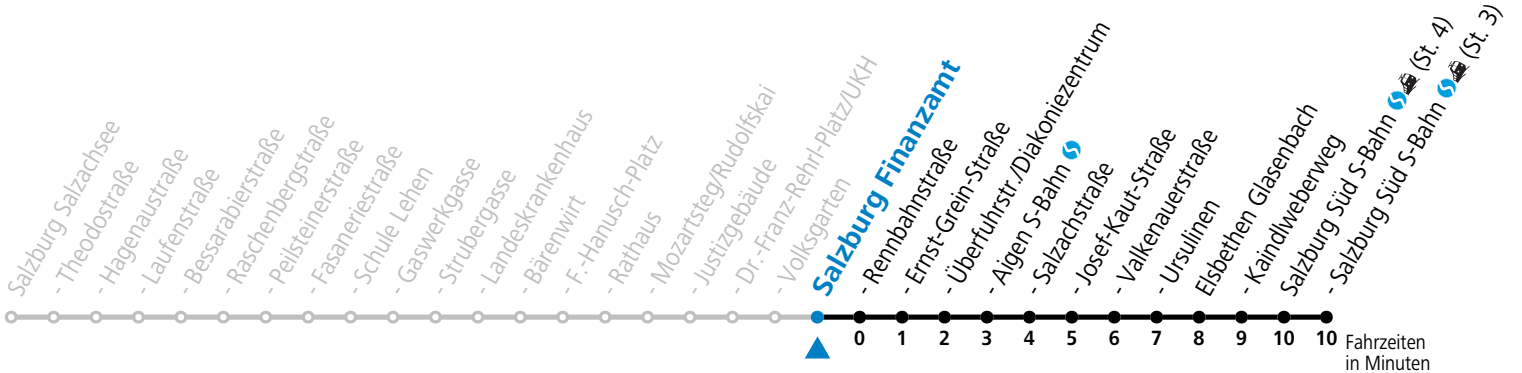 Salzburg Salzachsee
- Theodostraße
- Hagenaustraße
- Laufenstraße
- Bessarabierstraße
- Raschenbergstraße
- Peilsteinerstraße
- Fasaneriestraße
- Schule Lehen
- Gaswerkgasse
- Strubergasse
- Landeskrankenhaus
- Bärenwirt
- F.-Hanusch-Platz
- Rathaus
- Mozartsteg/Rudolfskai
- Justizgebäude
- Dr.-Franz-Rehrl-Platz/UKH
- Volksgarten
Salzburg Finanzamt
- Rennbahnstraße
- Ernst-Grein-Straße
- Überfuhrstr./Diakoniezentrum
- Aigen S-Bahn
- Salzachstraße
- Josef-Kaut-Straße
- Valkenauerstraße
- Ursulinen
Elsbethen Glasenbach
- Kaindlweberweg
Salzburg Süd S-Bahn (St. 4)
- Salzburg Süd S-Bahn (St. 3)
0 1 2 3 4 5 6 7 8 9 10 10
Fahrzeiten
in Minuten